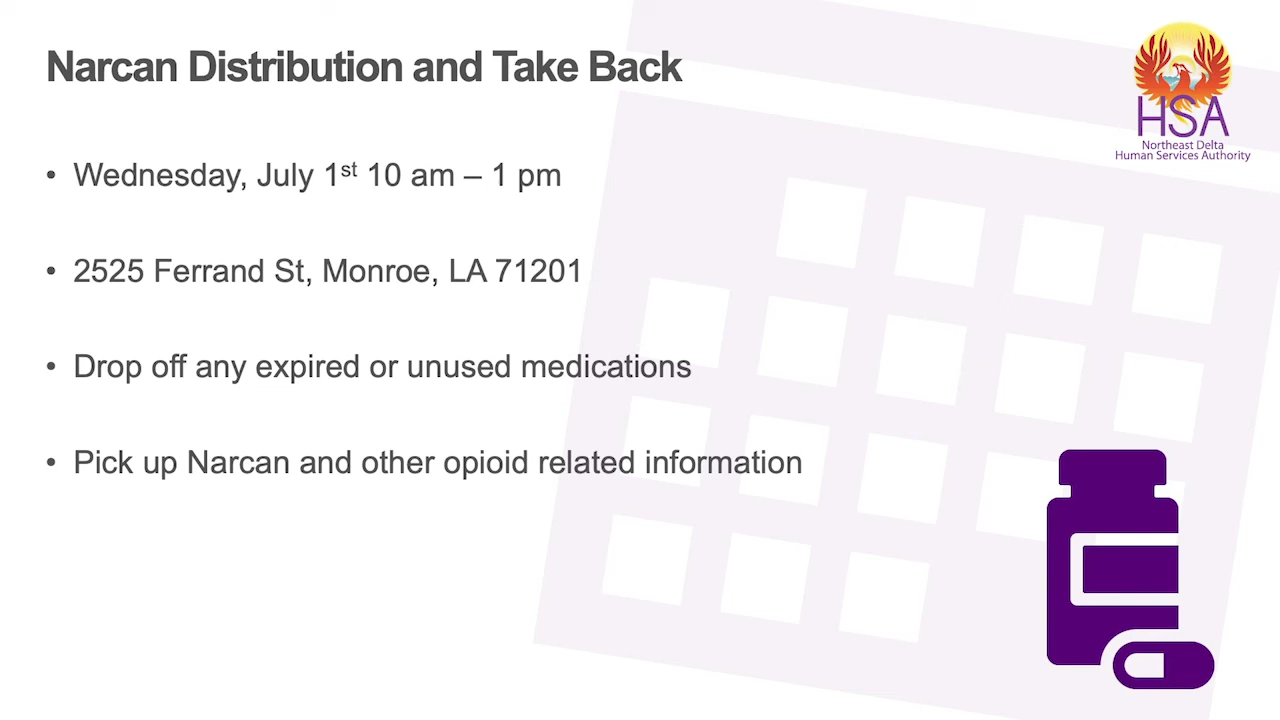 Narcan Distribution and Take Back
HSA
Northeast Delta
Human Services Authority
• Wednesday, July 1st 10 am – 1 pm
• 2525 Ferrand St, Monroe, LA 71201
• Drop off any expired or unused medications
• Pick up Narcan and other opioid related information